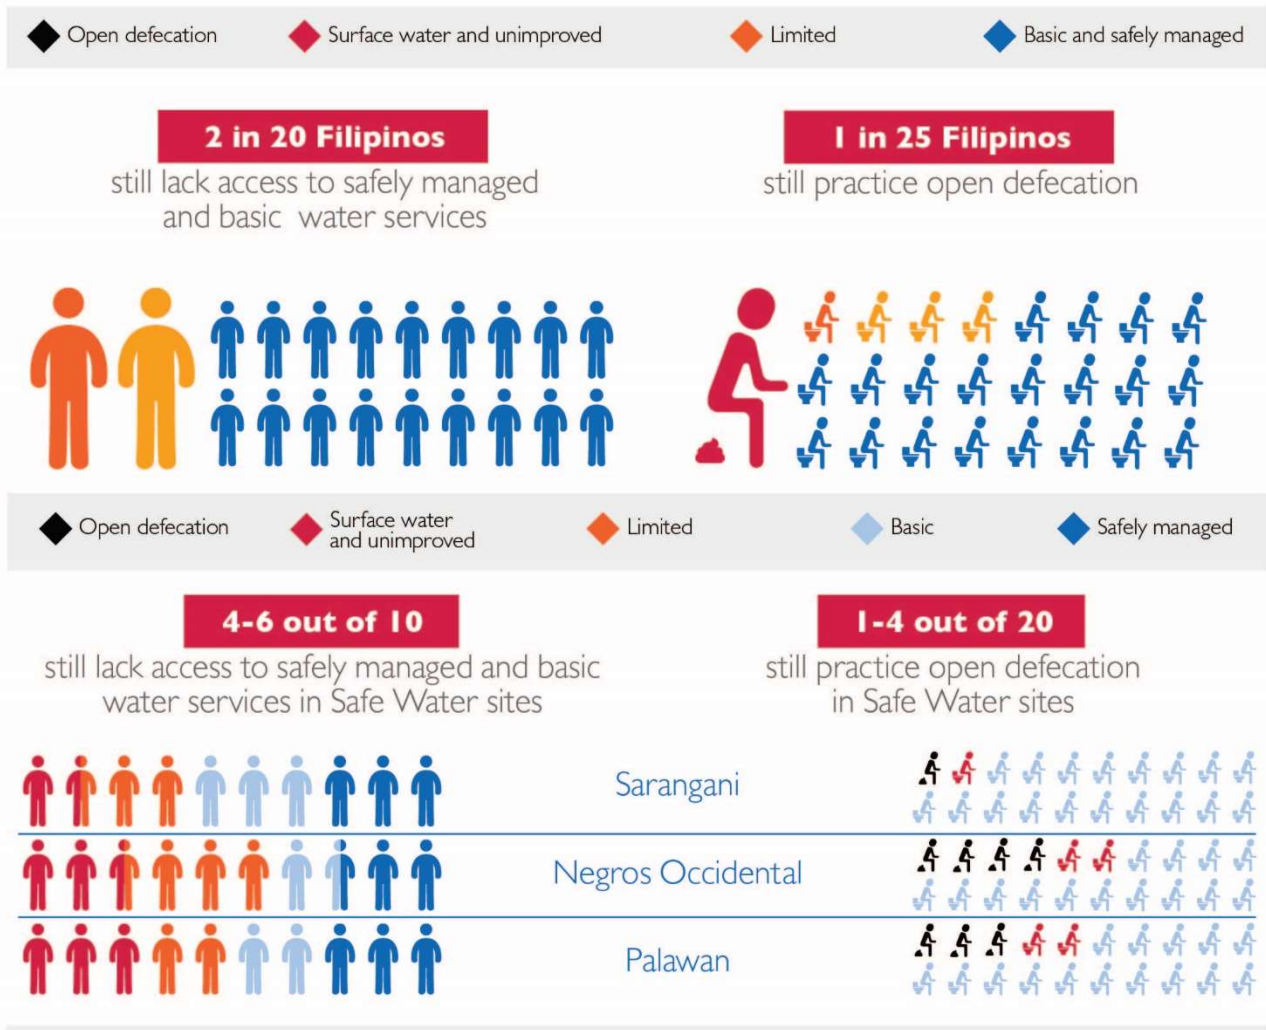 Open defecation
Surface water and unimproved
Limited
Basic and safely managed
2 in 20 Filipinos
still lack access to safely managed
and basic water services
1 in 25 Filipinos
still practice open defecation
Open defecation
Surface water
and unimproved
Limited
Basic
Safely managed
4-6 out of 10
still lack access to safely managed and basic
water services in Safe Water sites
1-4 out of 20
still practice open defecation
in Safe Water sites
Sarangani
Negros Occidental
Palawan